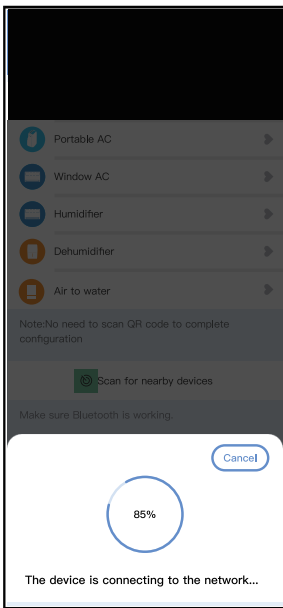 Portable AC
Window AC
Humidifier
Dehumidifier
Air to water
Note:No need to scan QR code to complete
configuration
Scan for nearby devices
Make sure Bluetooth is working.
Cancel
85%
The device is connecting to the network...